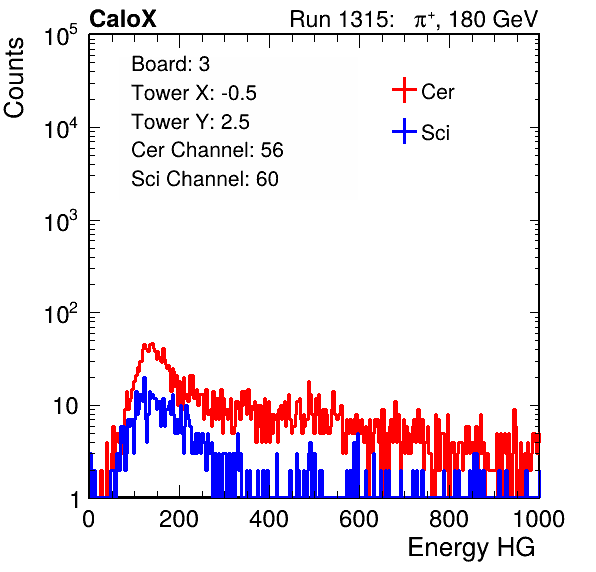 CaloX Run 1315: π⁺, 180 GeV
Counts
10⁵
10⁴
10³
10²
10
1
Board: 3
Tower X: -0.5
Tower Y: 2.5
Cer Channel: 56
Sci Channel: 60
Cer
Sci
0 200 400 600 800 1000
Energy HG